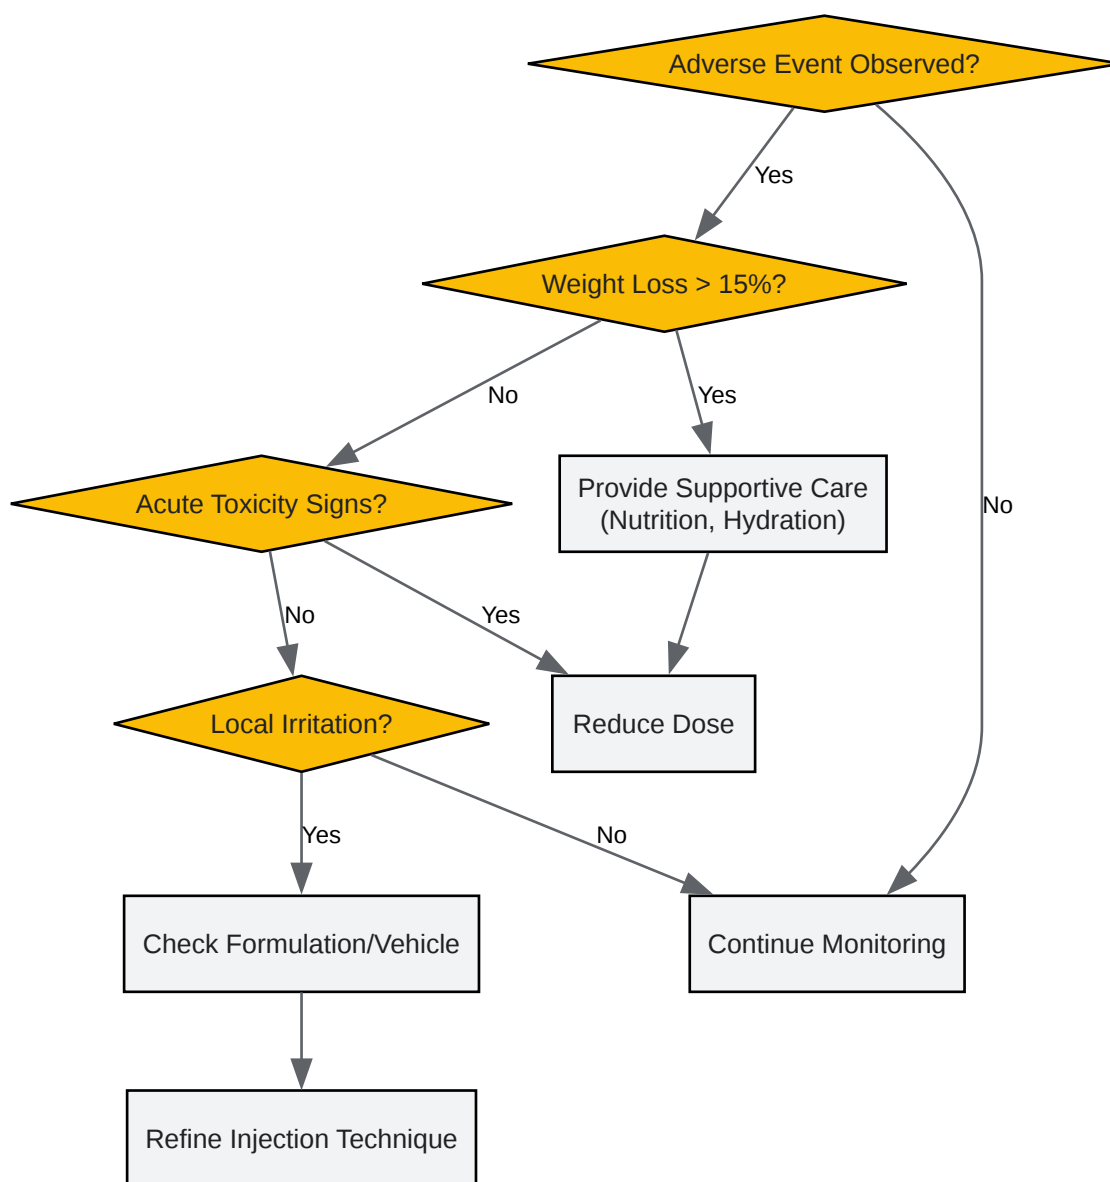 Adverse Event Observed?
Yes
Weight Loss > 15%?
No
Yes
Acute Toxicity Signs?
Provide Supportive Care
(Nutrition, Hydration)
No
No
Yes
Local Irritation?
Reduce Dose
Yes
No
Check Formulation/Vehicle
Continue Monitoring
Refine Injection Technique